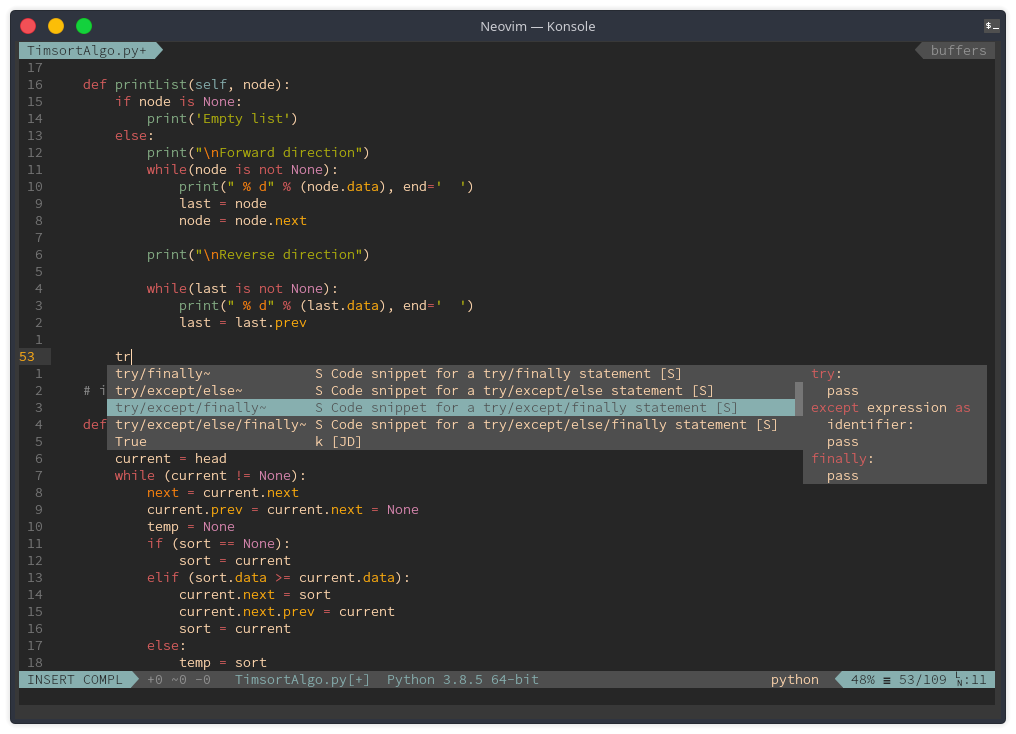 Neovim — Konsole
$_
TimsortAlgo.py+ buffers
17
16     def printList(self, node):
15         if node is None:
14             print('Empty list')
13         else:
12             print("\nForward direction")
11             while(node is not None):
10                 print(" % d" % (node.data), end='  ')
9                 last = node
8                 node = node.next
7
6             print("\nReverse direction")
5
4             while(last is not None):
3                 print(" % d" % (last.data), end='  ')
2                 last = last.prev
1
53         tr
1 try/finally~ S Code snippet for a try/finally statement [S] try:
2 # i try/except/else~ S Code snippet for a try/except/else statement [S] pass
3 try/except/finally~ S Code snippet for a try/except/finally statement [S] except expression as
4 def try/except/else/finally~ S Code snippet for a try/except/else/finally statement [S] identifier:
5 True k [JD] pass
6         current = head finally:
7         while (current != None): pass
8             next = current.next
9             current.prev = current.next = None
10             temp = None
11             if (sort == None):
12                 sort = current
13             elif (sort.data >= current.data):
14                 current.next = sort
15                 current.next.prev = current
16                 sort = current
17             else:
18                 temp = sort
INSERT COMPL +0 ~0 -0 TimsortAlgo.py[+] Python 3.8.5 64-bit python 48% ≡ 53/109 ㏑:11